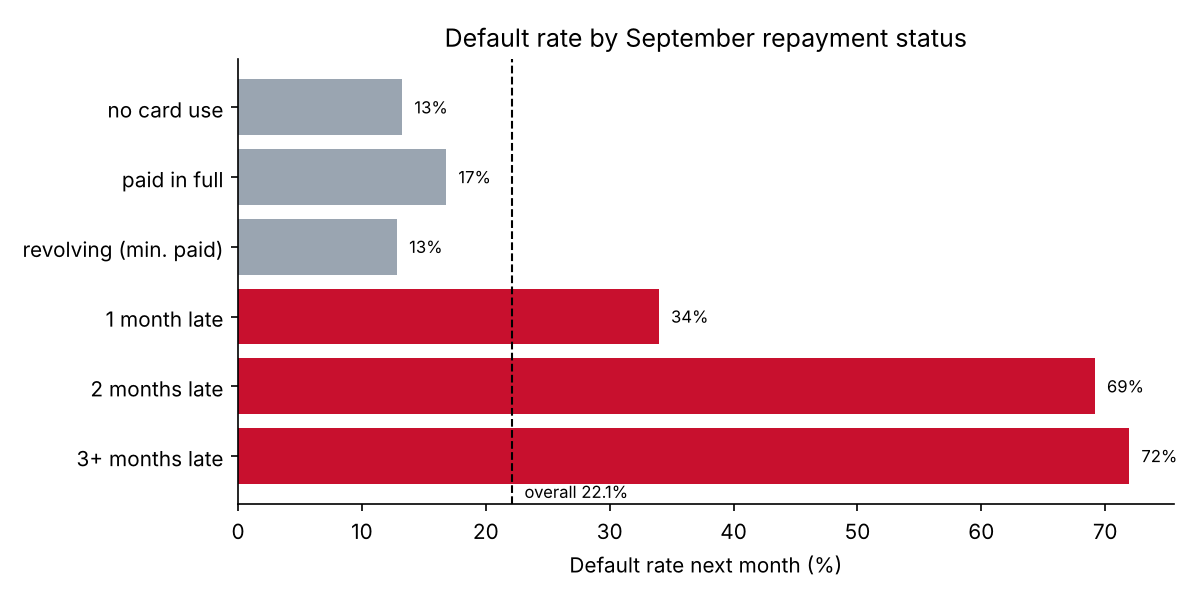 Default rate by September repayment status
no card use
13%
paid in full
17%
revolving (min. paid)
13%
1 month late
34%
2 months late
69%
3+ months late
72%
overall 22.1%
0 10 20 30 40 50 60 70
Default rate next month (%)